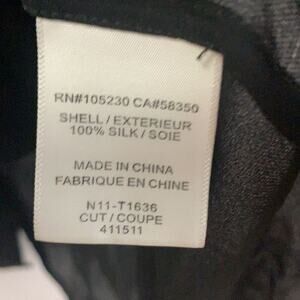 RN#105230 CA#58350
SHELL / EXTERIEUR
100% SILK / SOIE
MADE IN CHINA
FABRIQUE EN CHINE
N11-T1636
CUT / COUPE
411511